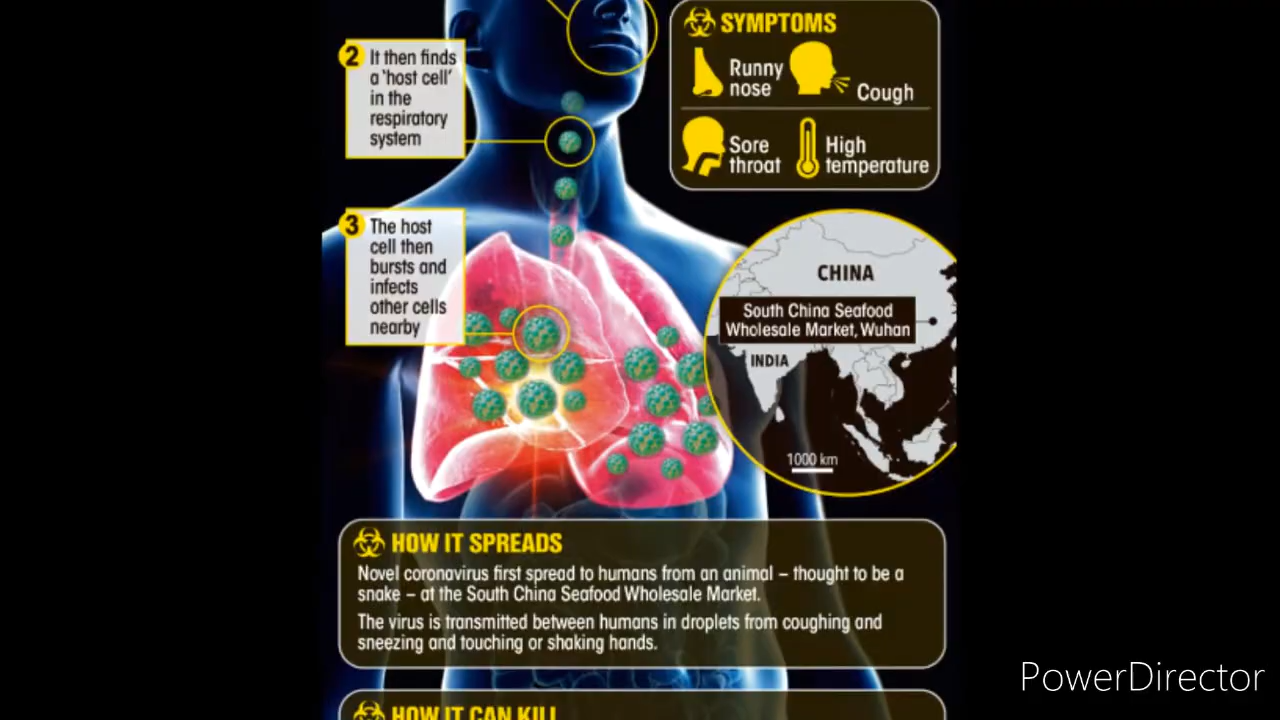 SYMPTOMS
Runny
nose
Cough
Sore
throat
High
temperature
2 It then finds
a 'host cell'
in the
respiratory
system
3 The host
cell then
bursts and
infects
other cells
nearby
CHINA
South China Seafood
Wholesale Market, Wuhan
INDIA
1000 km
HOW IT SPREADS
Novel coronavirus first spread to humans from an animal – thought to be a
snake – at the South China Seafood Wholesale Market.
The virus is transmitted between humans in droplets from coughing and
sneezing and touching or shaking hands.
HOW IT CAN KILL
PowerDirector